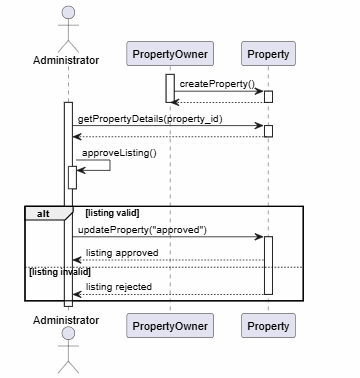 Administrator
PropertyOwner
Property
createProperty()
getPropertyDetails(property_id)
approveListing()
alt
[listing valid]
updateProperty("approved")
listing approved
[listing invalid]
listing rejected
Administrator
PropertyOwner
Property